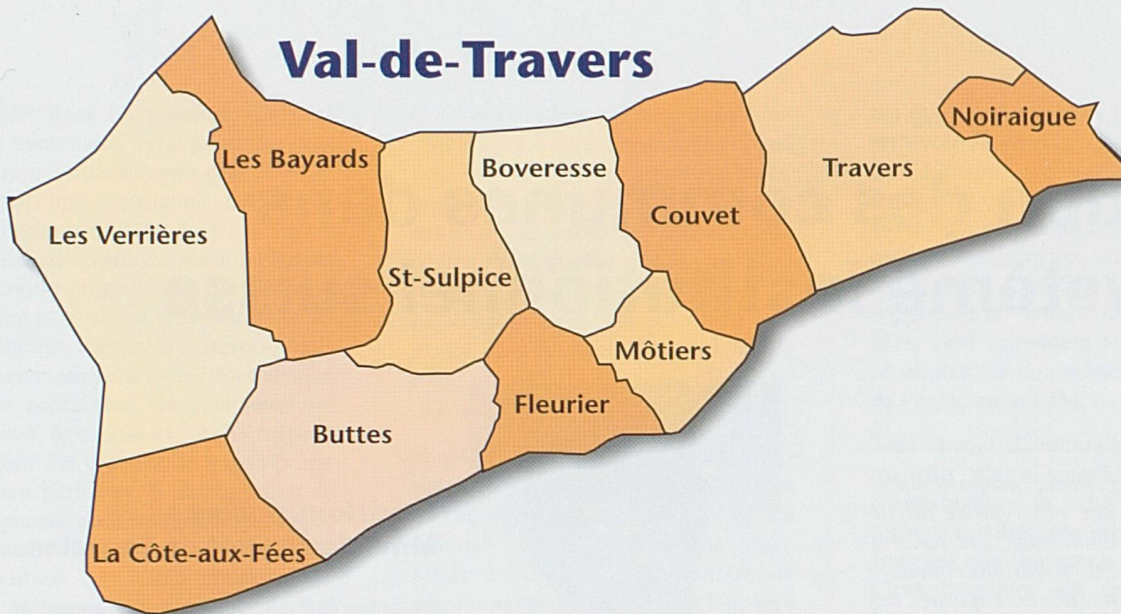 Val-de-Travers
Noiraigue
Les Bayards
Boveresse
Travers
Couvet
Les Verrières
St-Sulpice
Môtiers
Fleurier
Buttes
La Côte-aux-Fées